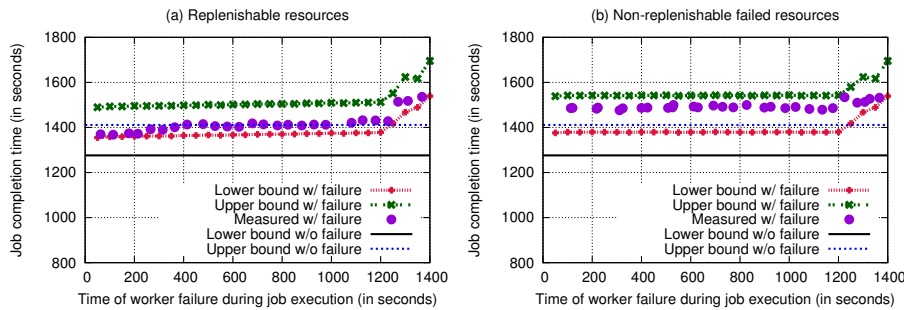 (a) Replenishable resources
Job completion time (in seconds)
1800
1600
1400
1200
1000
800
Lower bound w/ failure
Upper bound w/ failure
Measured w/ failure
Lower bound w/o failure
Upper bound w/o failure
0 200 400 600 800 1000 1200 1400
Time of worker failure during job execution (in seconds)
(b) Non-replenishable failed resources
Job completion time (in seconds)
1800
1600
1400
1200
1000
800
Lower bound w/ failure
Upper bound w/ failure
Measured w/ failure
Lower bound w/o failure
Upper bound w/o failure
0 200 400 600 800 1000 1200 1400
Time of worker failure during job execution (in seconds)